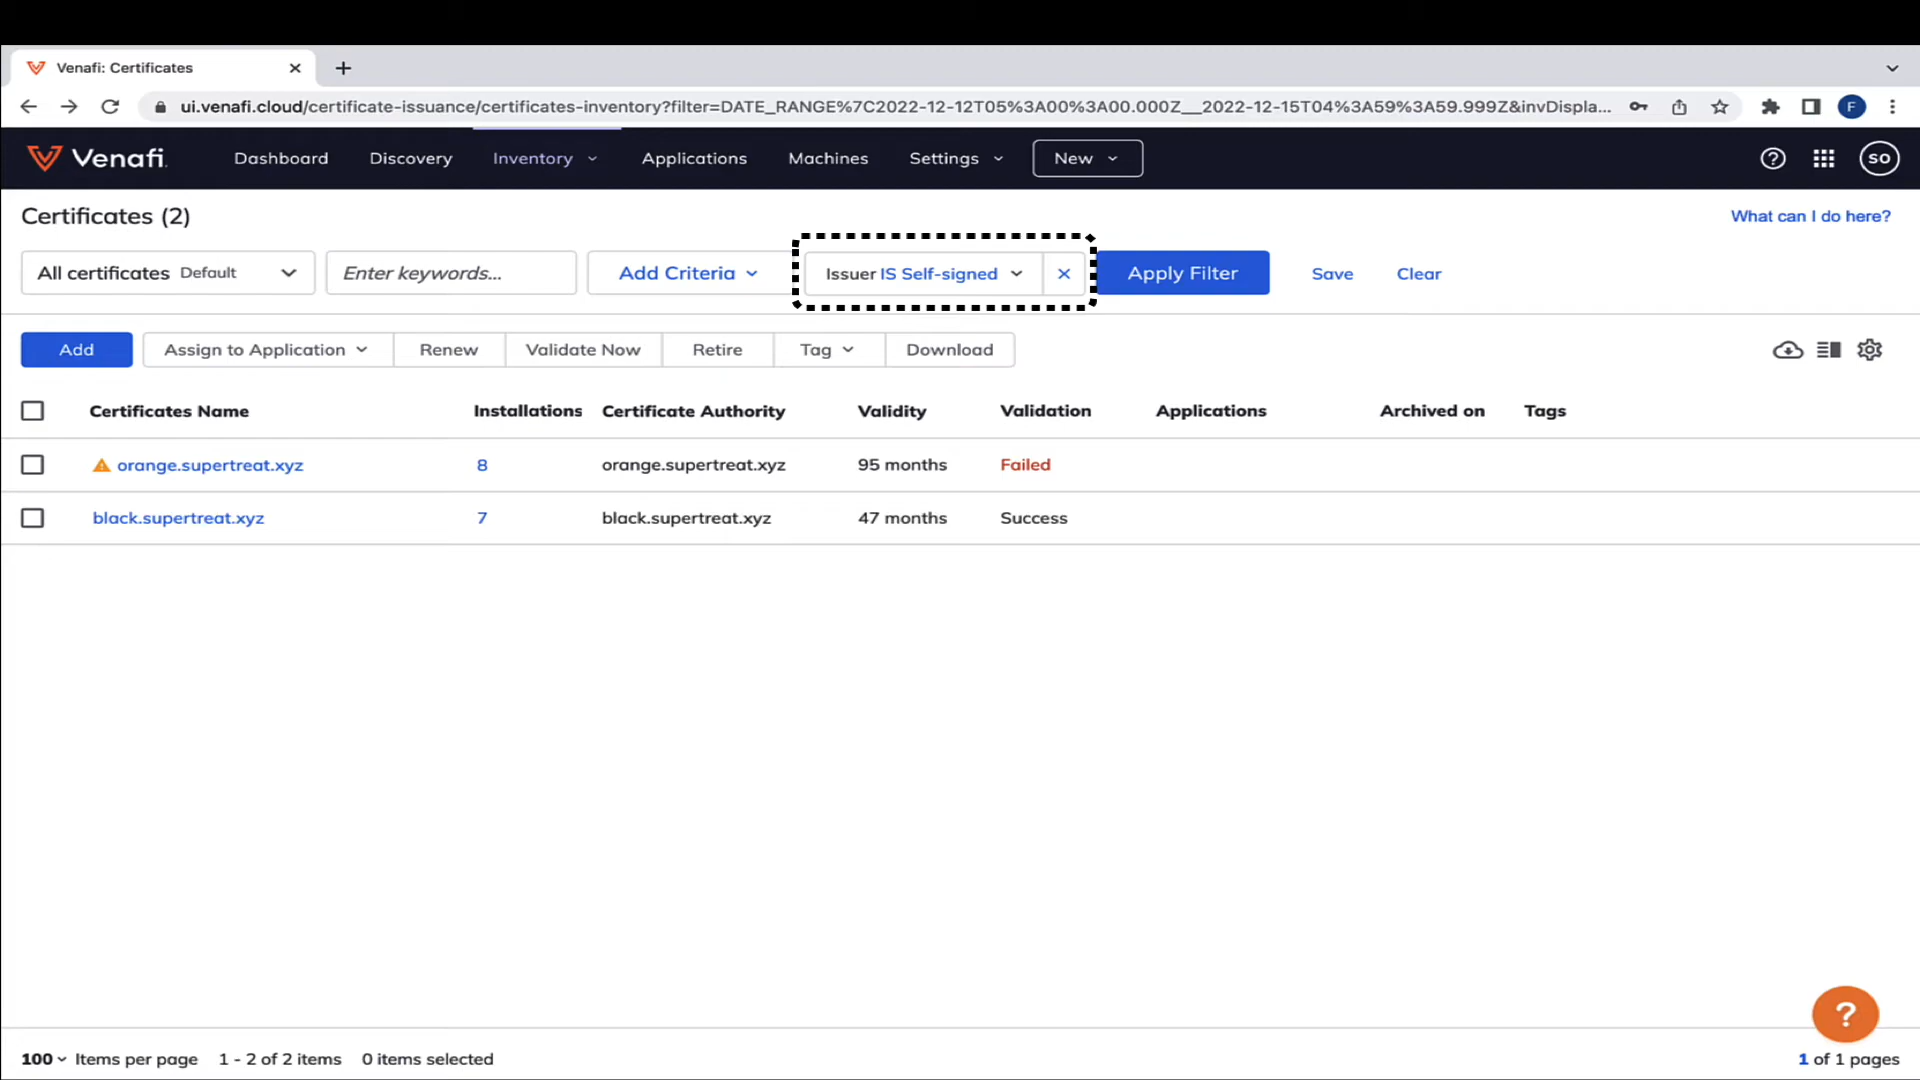 Venafi: Certificates
ui.venafi.cloud/certificate-issuance/certificates-inventory?filter=DATE_RANGE%7C2022-12-12T05%3A00%3A00.000Z__2022-12-15T04%3A59%3A59.999Z&invDispla...
F
Venafi Dashboard Discovery Inventory Applications Machines Settings New SO
Certificates (2) What can I do here?
All certificates Default Enter keywords... Add Criteria Issuer IS Self-signed Apply Filter Save Clear
Add Assign to Application Renew Validate Now Retire Tag Download
Certificates Name Installations Certificate Authority Validity Validation Applications Archived on Tags
orange.supertreat.xyz 8 orange.supertreat.xyz 95 months Failed
black.supertreat.xyz 7 black.supertreat.xyz 47 months Success
?
100 Items per page 1 - 2 of 2 items 0 items selected 1 of 1 pages